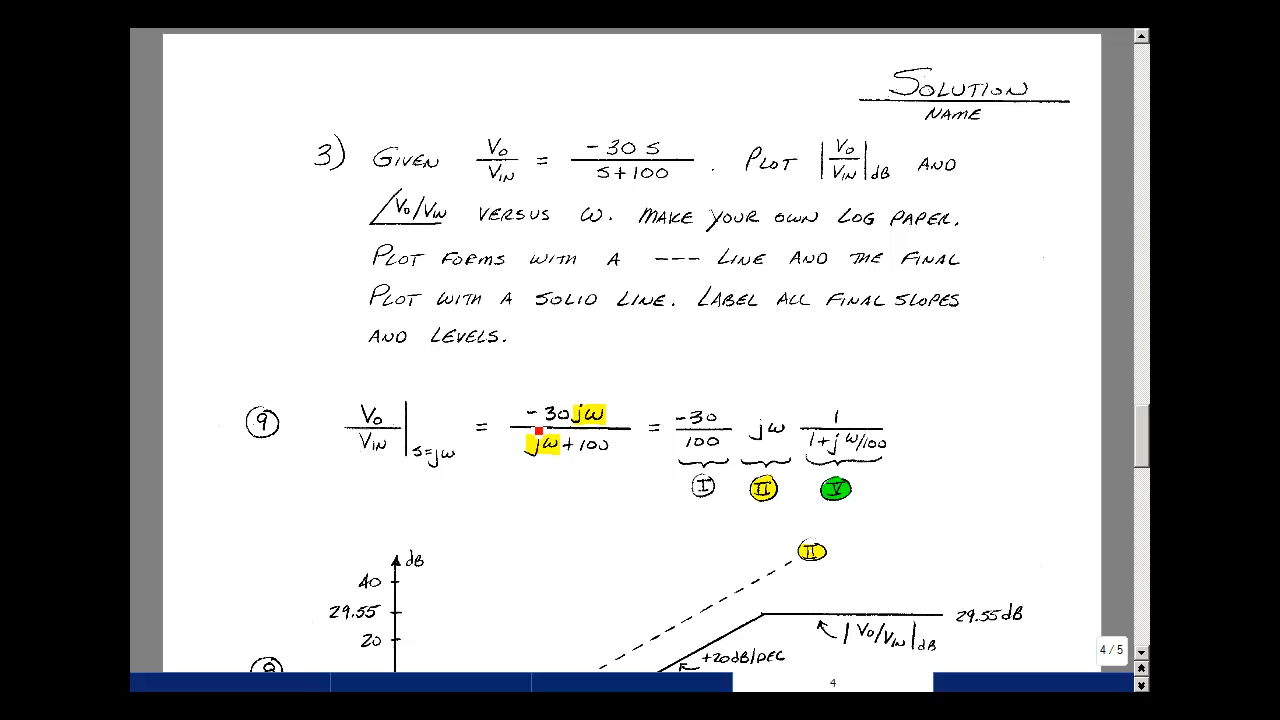 SOLUTION
NAME
3) GIVEN Vo/VIN = -30 s / s+100 . PLOT |Vo/VIN|dB AND
∠Vo/VIN VERSUS ω. MAKE YOUR OWN LOG PAPER.
PLOT FORMS WITH A --- LINE AND THE FINAL
PLOT WITH A SOLID LINE. LABEL ALL FINAL SLOPES
AND LEVELS.
9 Vo/VIN |s=jω = -30jω / jω+100 = -30/100 jω 1/(1+jω/100)
I II V
II
dB
40
29.55
20
29.55 dB
|Vo/VIN|dB
+20dB/DEC
4 / 5
4